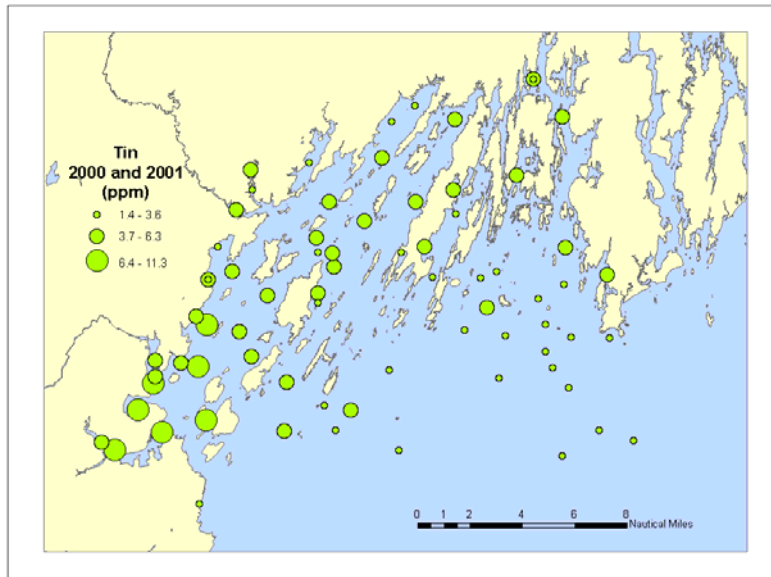 Tin
2000 and 2001
(ppm)
1.4 - 3.6
3.7 - 6.3
6.4 - 11.3
0 1 2 4 6 8
Nautical Miles